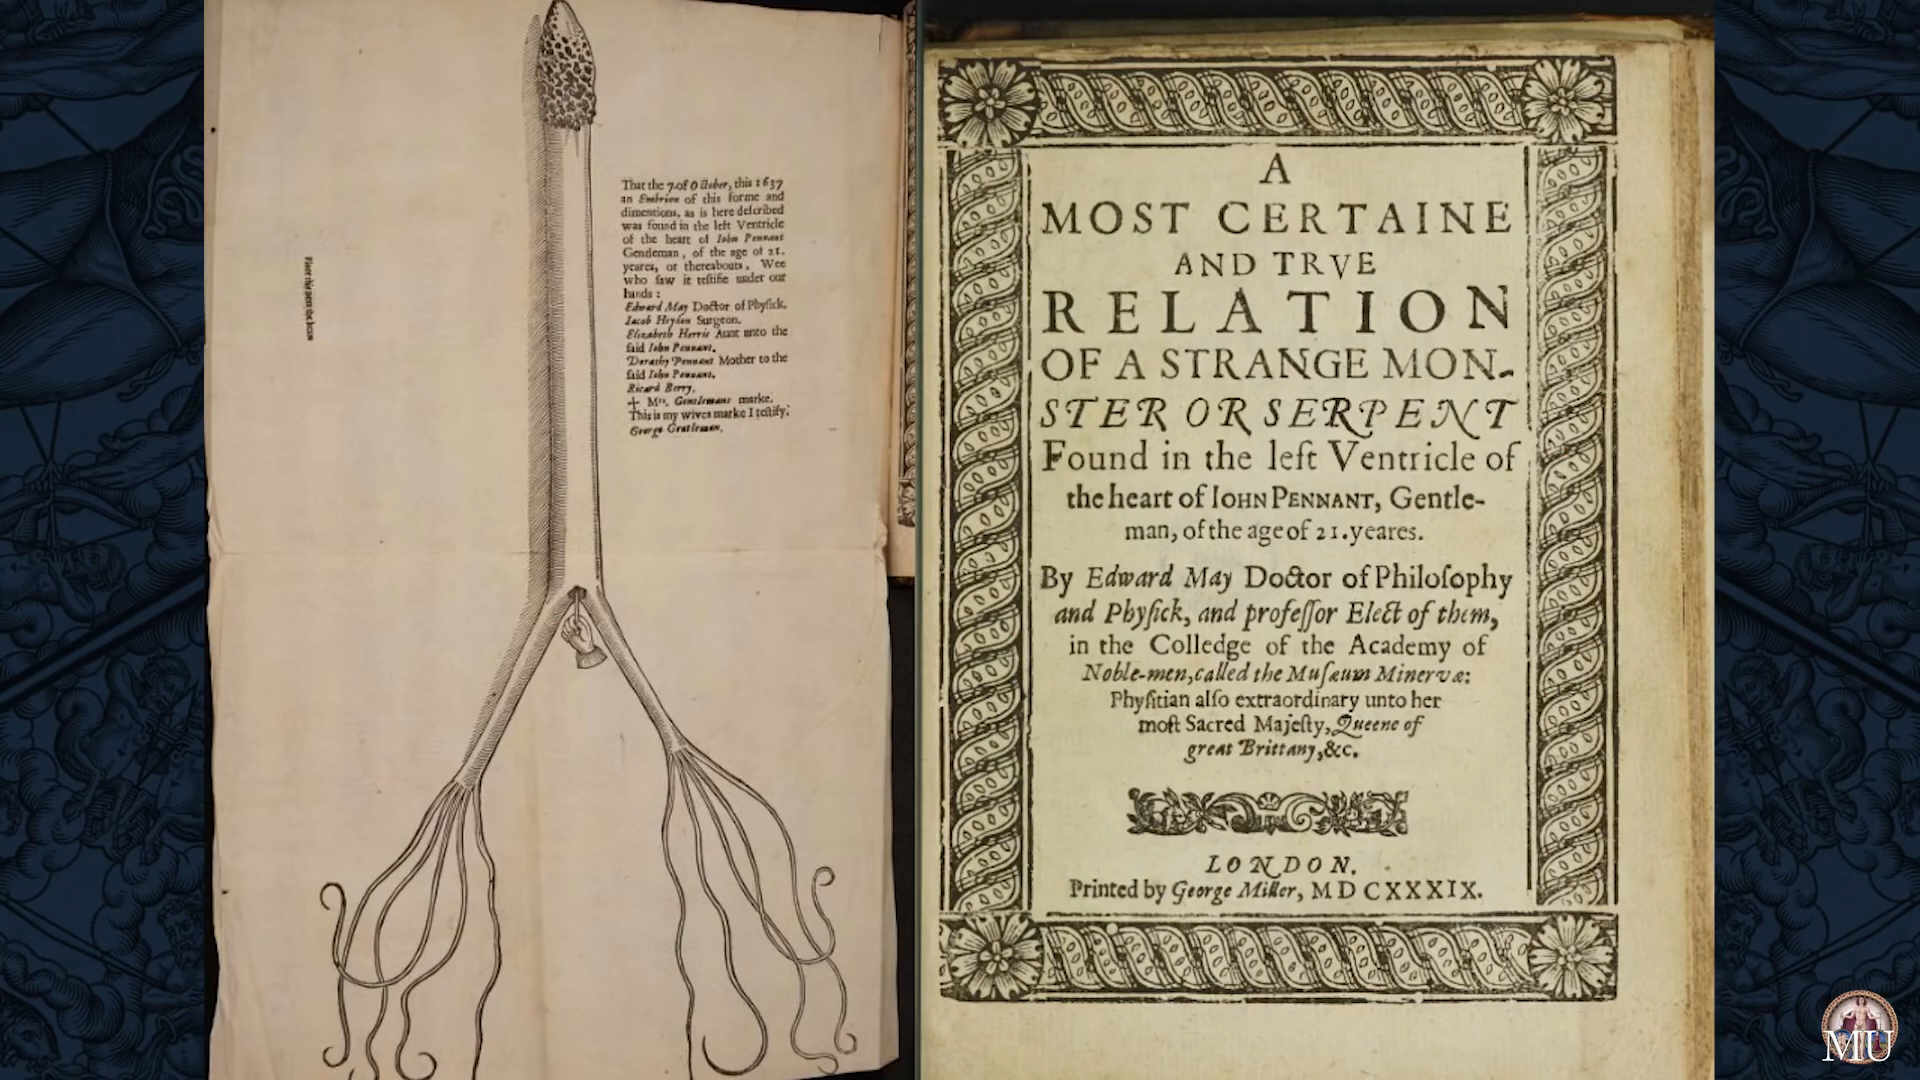 That the 7. of October, this 1637
an Embrion of this forme and
dimentions, as is here deſcribed
was found in the left Ventricle
of the heart of Iohn Pennant
Gentleman, of the age of 21.
yeares, or thereabouts, Wee
who ſaw it teſtifie under our
hands:
Edward May Doctor of Phyſick.
Iacob Heydon Surgeon.
Elizabeth Herris Aunt unto the
ſaid Iohn Pennant.
Dorothy Pennant Mother to the
ſaid Iohn Pennant.
Ricard Berry.
+ Mrs. Gentlemans marke.
This is my wives marke I teſtify.
George Gentleman.
A
MOST CERTAINE
AND TRVE
RELATION
OF A STRANGE MON-
STER OR SERPENT
Found in the left Ventricle of
the heart of IOHN PENNANT, Gentle-
man, of the age of 21. yeares.
By Edward May Doctor of Philoſophy
and Phyſick, and profeſſor Elect of them,
in the Colledge of the Academy of
Noble-men, called the Muſæum Minervæ:
Phyſitian alſo extraordinary unto her
moſt Sacred Majeſty, Queene of
great Brittany, &c.
LONDON.
Printed by George Miller, MDCXXXIX.
MU